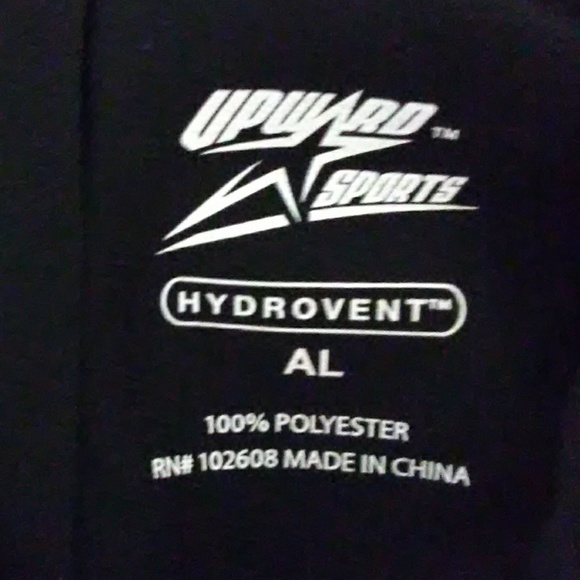 UPWARD™
SPORTS
HYDROVENT™
AL
100% POLYESTER
RN# 102608 MADE IN CHINA